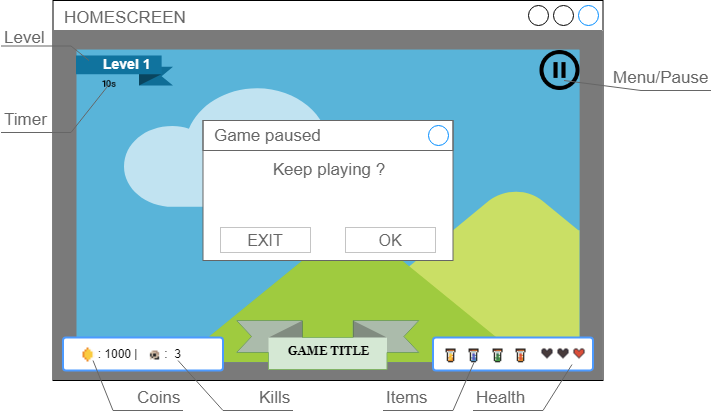 HOMESCREEN
Level
Level 1
10s
Menu/Pause
Timer
Game paused
Keep playing ?
EXIT
OK
GAME TITLE
: 1000 |
: 3
Coins
Kills
Items
Health